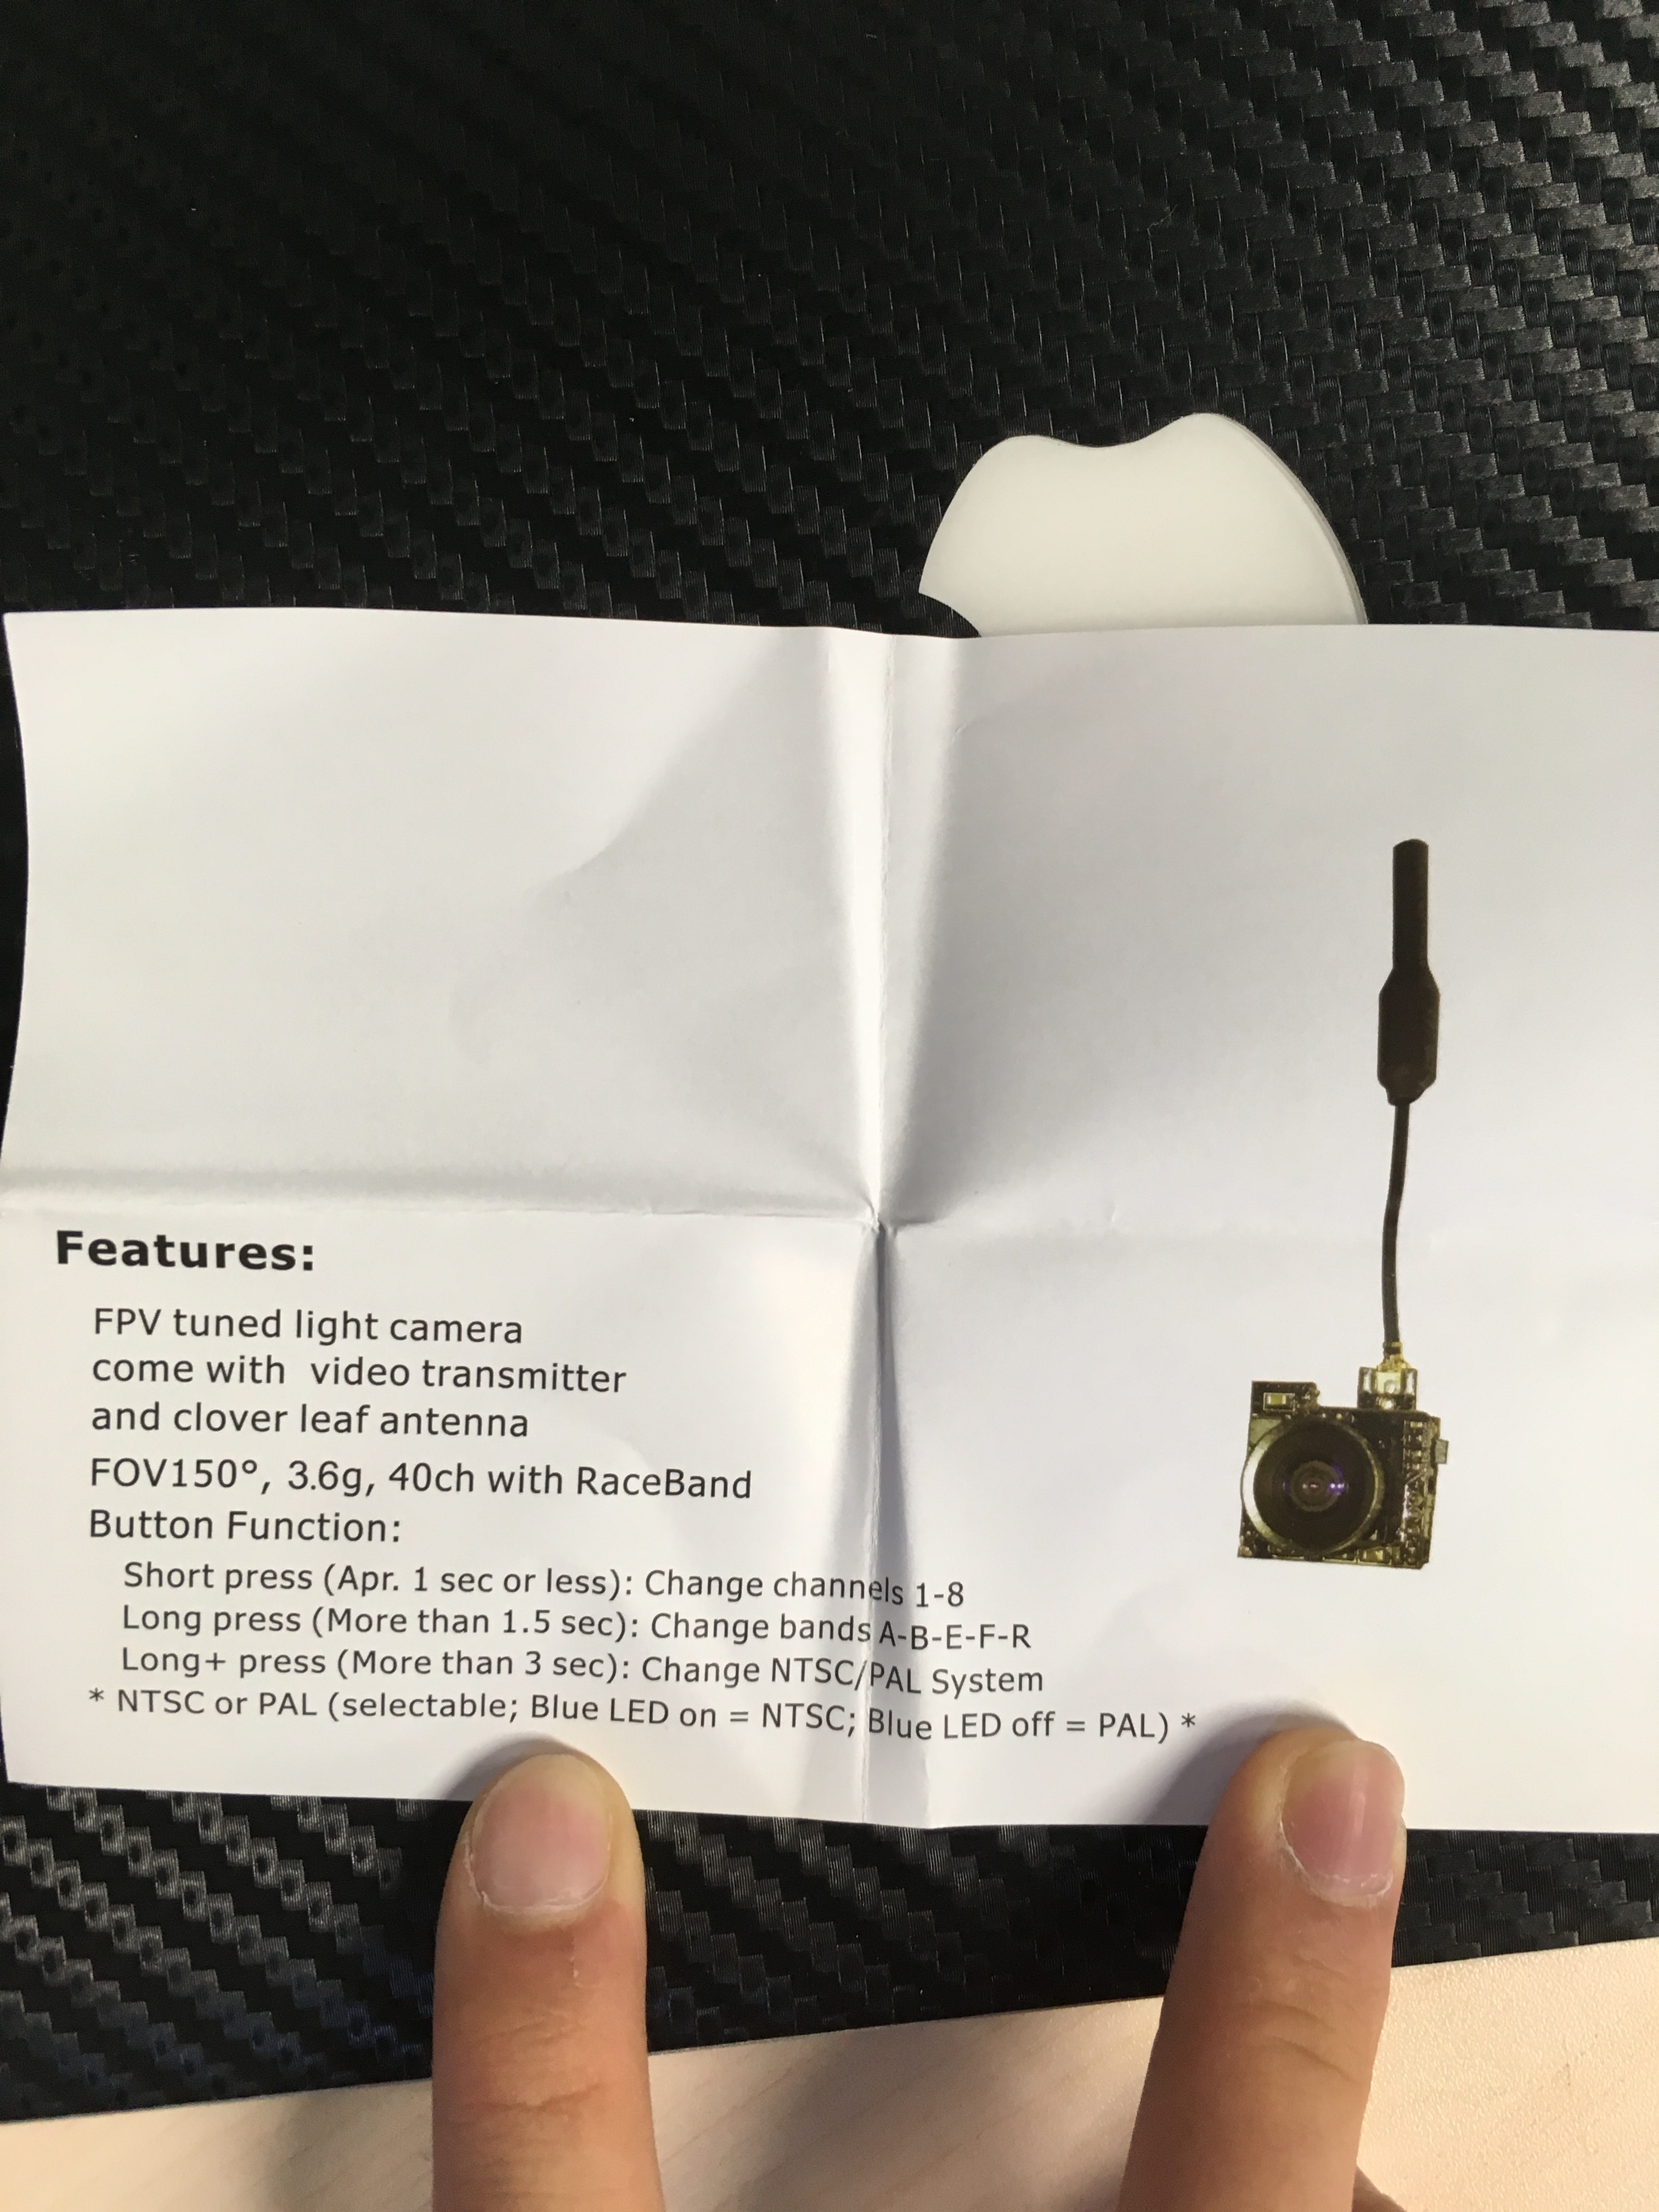 Features:
FPV tuned light camera
come with  video transmitter
and clover leaf antenna
FOV150°, 3.6g, 40ch with RaceBand
Button Function:
Short press (Apr. 1 sec or less): Change channels 1-8
Long press (More than 1.5 sec): Change bands A-B-E-F-R
Long+ press (More than 3 sec): Change NTSC/PAL System
* NTSC or PAL (selectable; Blue LED on = NTSC; Blue LED off = PAL) *